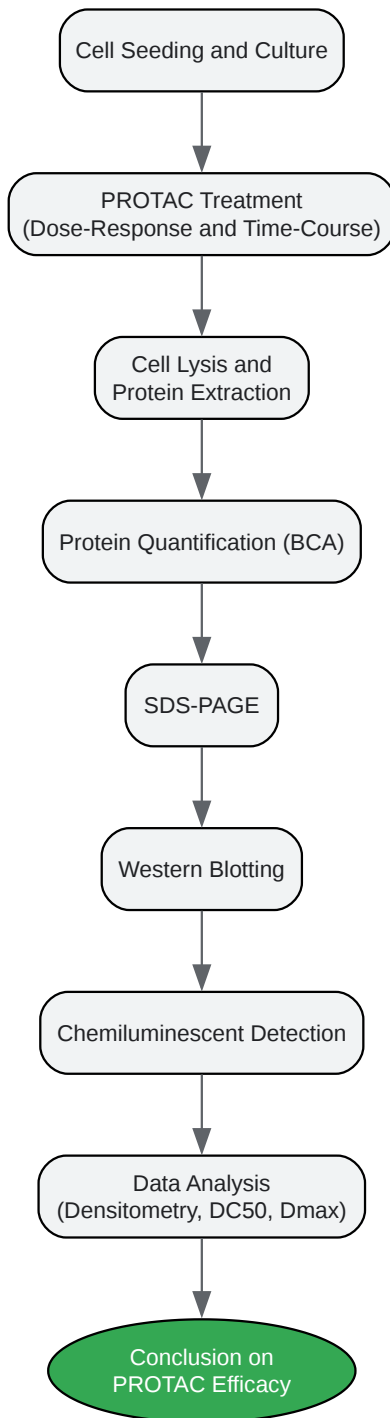 Cell Seeding and Culture
PROTAC Treatment
(Dose-Response and Time-Course)
Cell Lysis and
Protein Extraction
Protein Quantification (BCA)
SDS-PAGE
Western Blotting
Chemiluminescent Detection
Data Analysis
(Densitometry, DC50, Dmax)
Conclusion on
PROTAC Efficacy